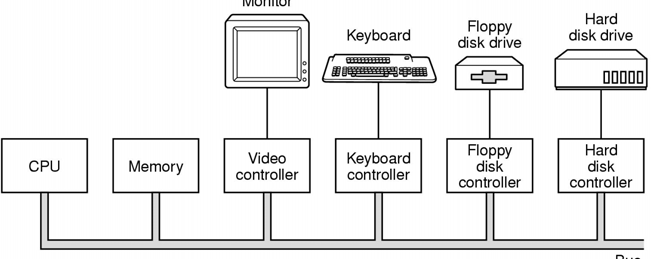 Monitor
Keyboard
Floppy
disk drive
Hard
disk drive
CPU
Memory
Video
controller
Keyboard
controller
Floppy
disk
controller
Hard
disk
controller
Bus